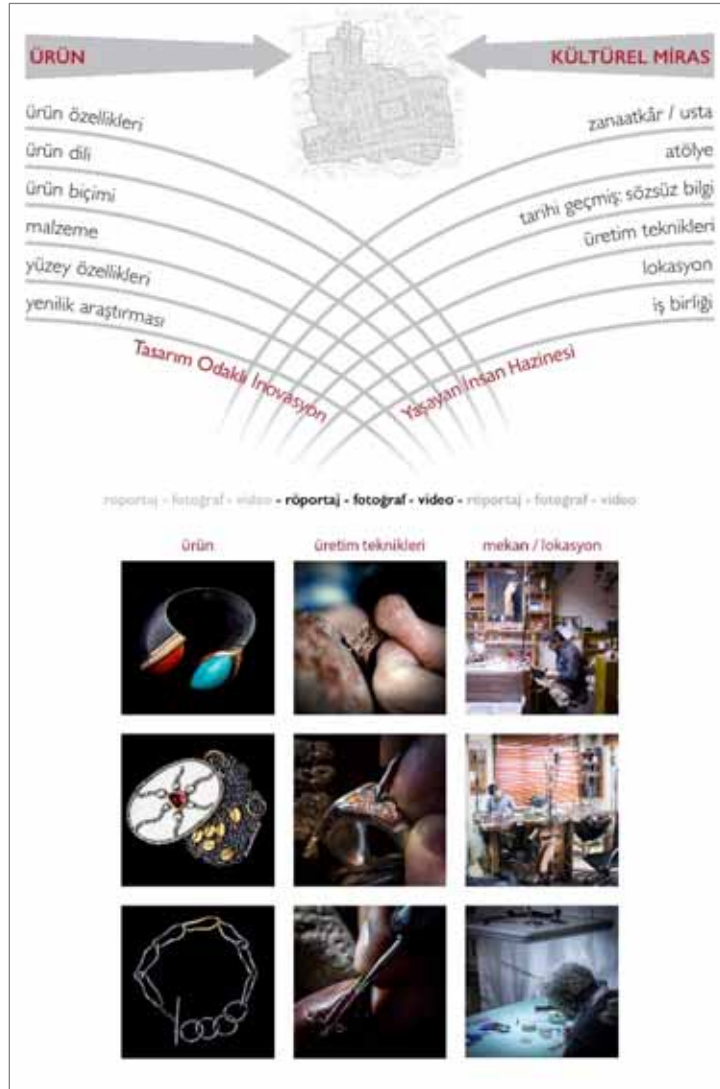 ÜRÜN
KÜLTÜREL MİRAS
ürün özellikleri
ürün dili
ürün biçimi
malzeme
yüzey özellikleri
yenilik araştırması
zanaatkâr / usta
atölye
tarihi geçmiş; sözsüz bilgi
üretim teknikleri
lokasyon
iş birliği
Tasarım Odaklı İnovasyon
Yaşayan İnsan Hazinesi
röportaj - fotoğraf - video - röportaj - fotoğraf - video - röportaj - fotoğraf - video
ürün
üretim teknikleri
mekan / lokasyon